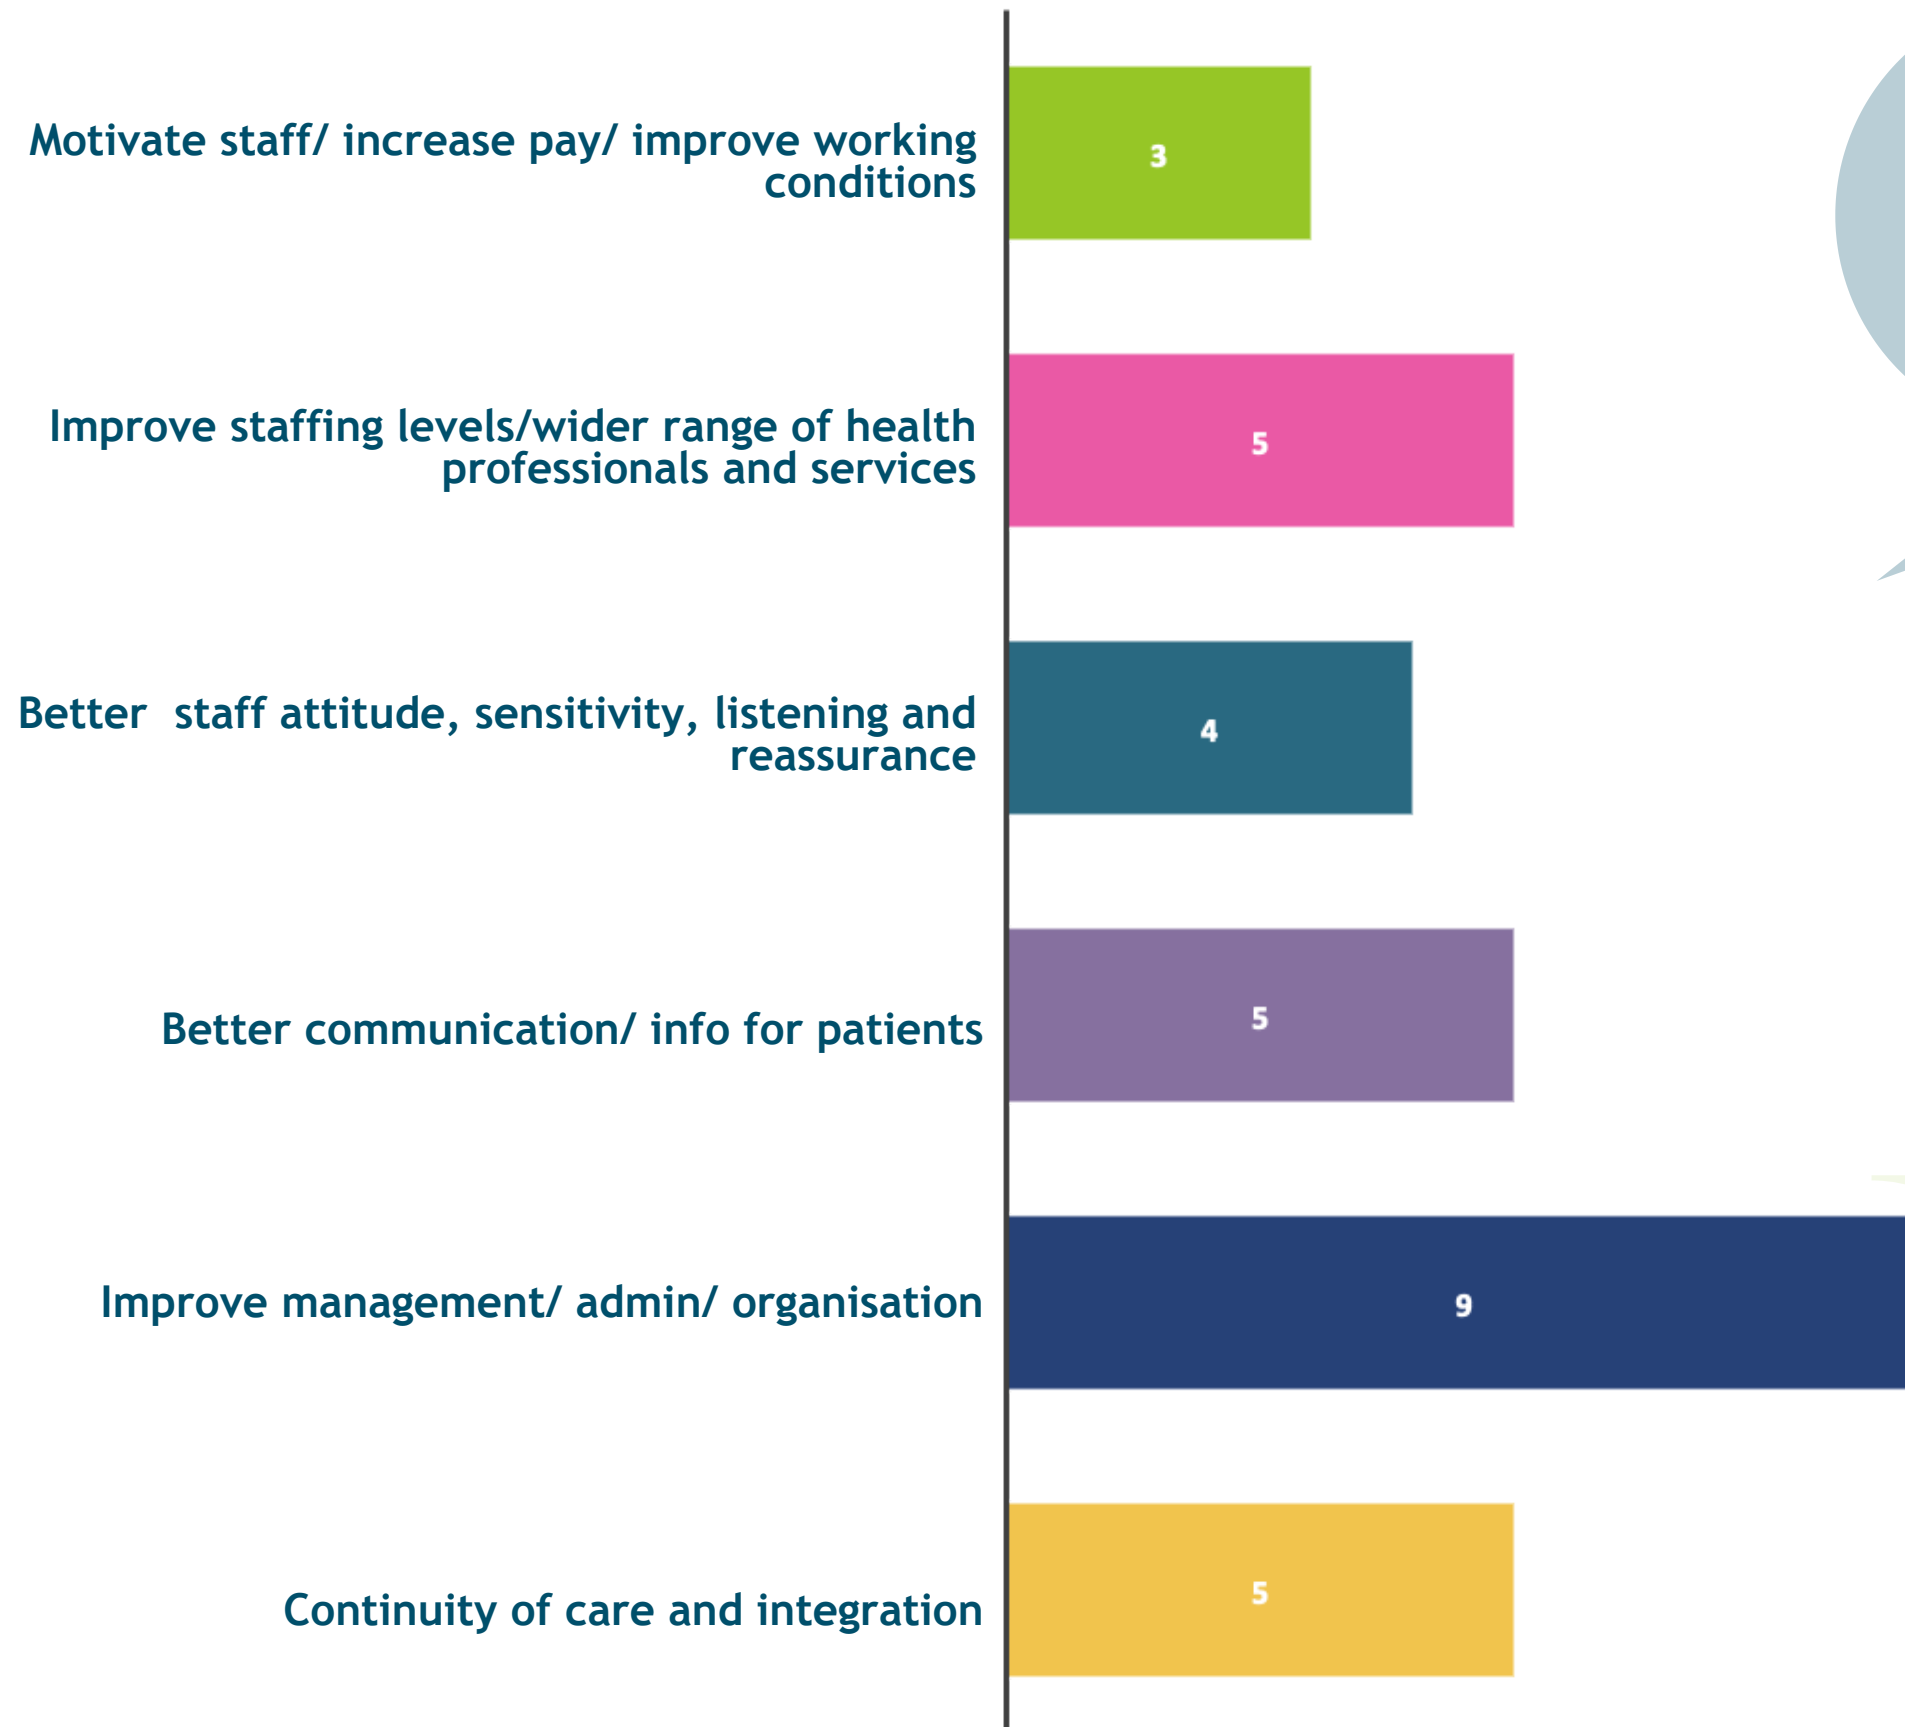 Motivate staff/ increase pay/ improve working
conditions
3
Improve staffing levels/wider range of health
professionals and services
5
Better  staff attitude, sensitivity, listening and
reassurance
4
Better communication/ info for patients
5
Improve management/ admin/ organisation
9
Continuity of care and integration
5